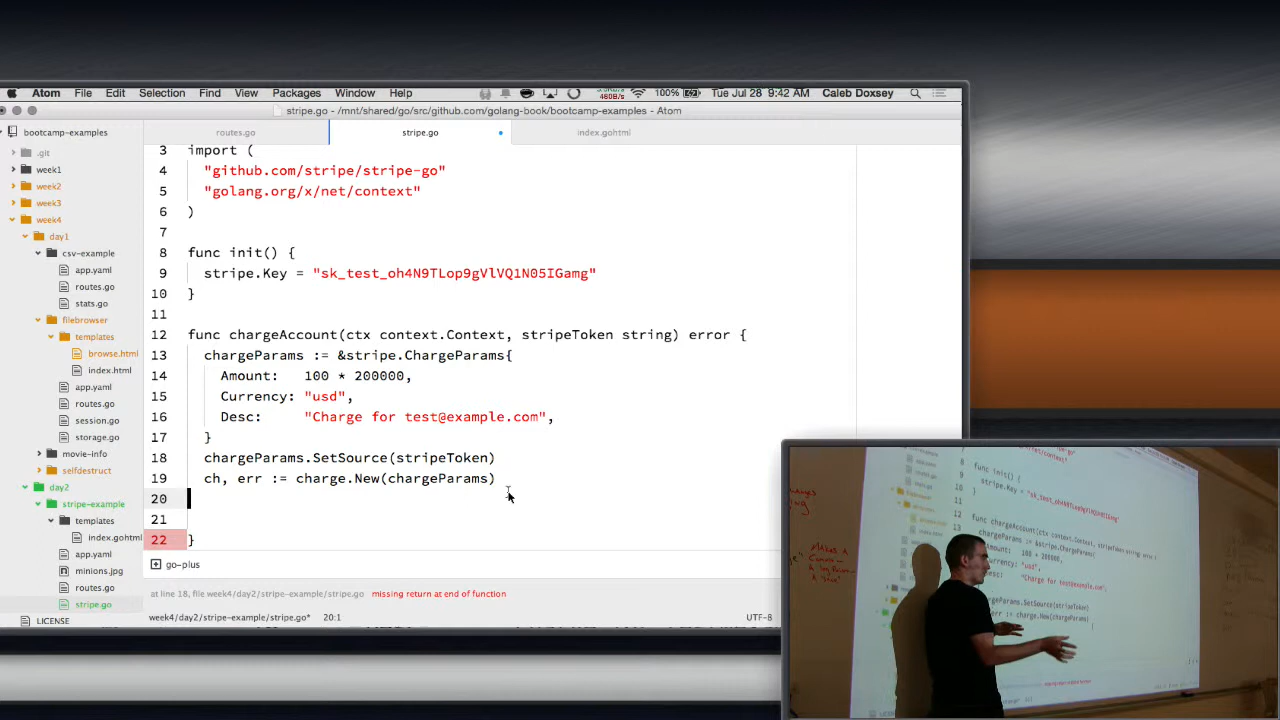 Atom File Edit Selection Find View Packages Window Help 100% Tue Jul 28 9:42 AM Caleb Doxsey
stripe.go - /mnt/shared/go/src/github.com/golang-book/bootcamp-examples - Atom
bootcamp-examples
routes.go
stripe.go
index.gohtml
.git
week1
week2
week3
week4
day1
csv-example
app.yaml
routes.go
stats.go
filebrowser
templates
browse.html
index.html
app.yaml
routes.go
session.go
storage.go
movie-info
selfdestruct
day2
stripe-example
templates
index.gohtml
app.yaml
minions.jpg
routes.go
stripe.go
LICENSE
3 import (
4 "github.com/stripe/stripe-go"
5 "golang.org/x/net/context"
6 )
7
8 func init() {
9 stripe.Key = "sk_test_oh4N9TLop9gVlVQ1N05IGamg"
10 }
11
12 func chargeAccount(ctx context.Context, stripeToken string) error {
13 chargeParams := &stripe.ChargeParams{
14 Amount: 100 * 200000,
15 Currency: "usd",
16 Desc: "Charge for test@example.com",
17 }
18 chargeParams.SetSource(stripeToken)
19 ch, err := charge.New(chargeParams)
20
21
22 }
go-plus
at line 18, file week4/day2/stripe-example/stripe.go missing return at end of function
week4/day2/stripe-example/stripe.go* 20:1 UTF-8